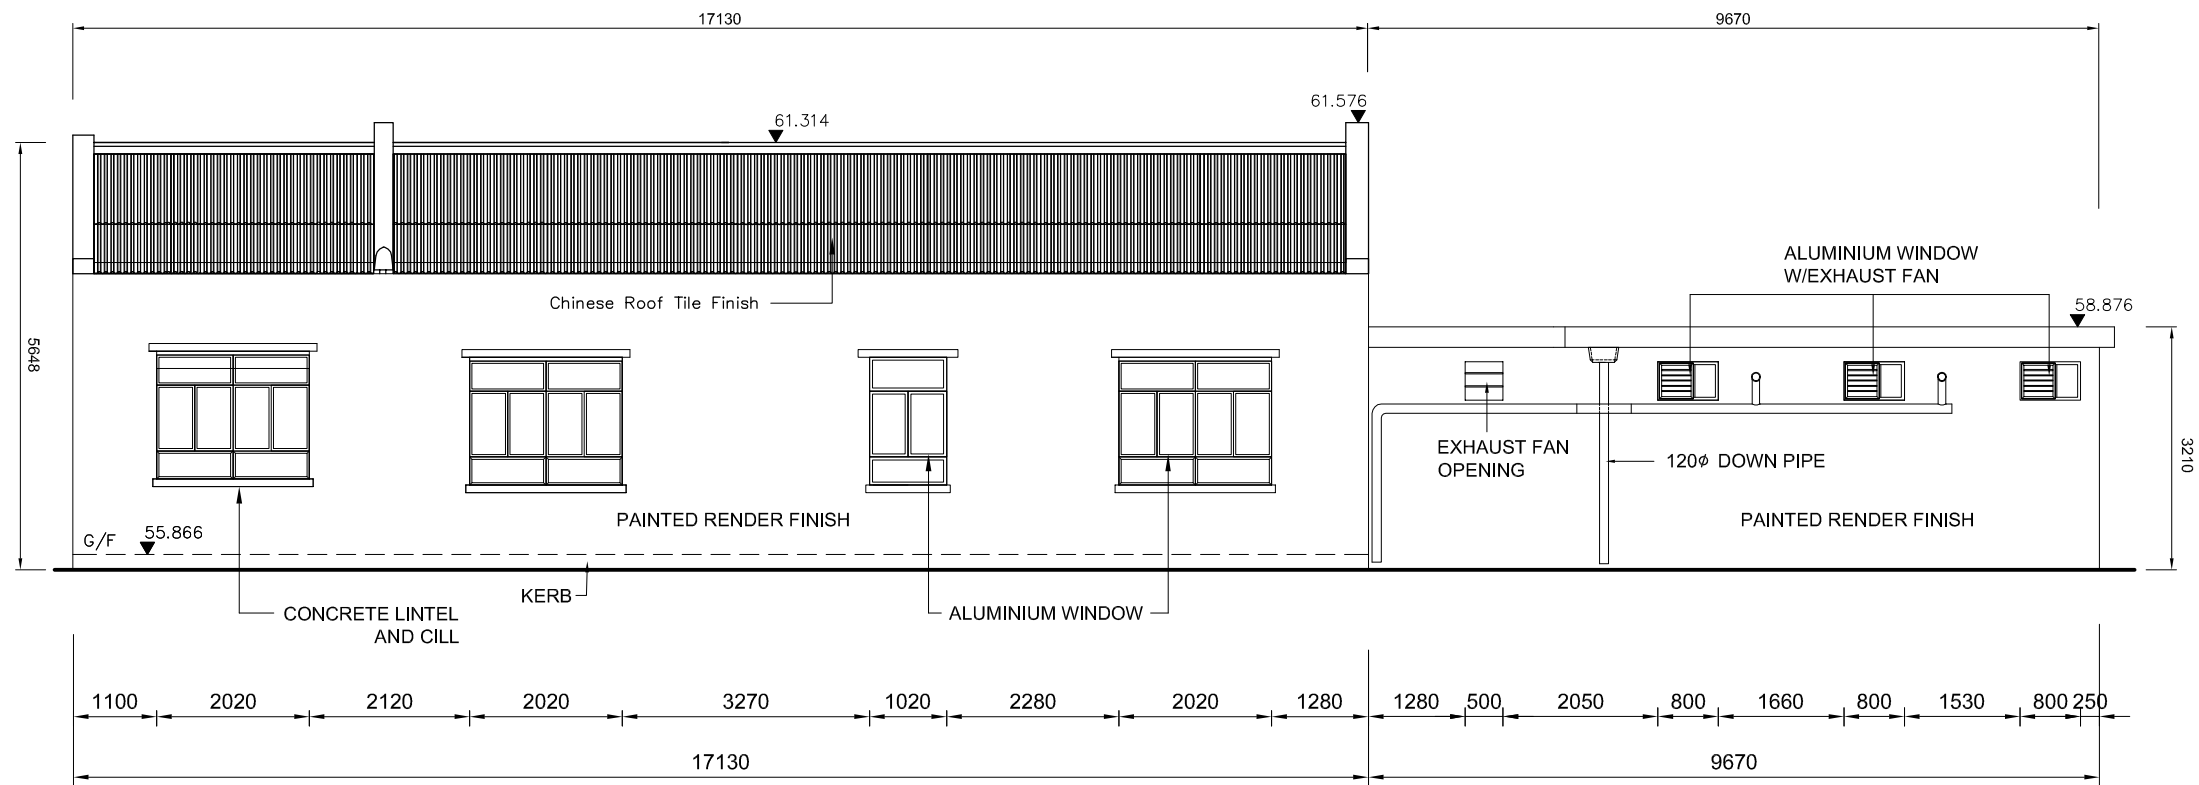 17130
9670
61.576
61.314
5648
Chinese Roof Tile Finish
ALUMINIUM WINDOW
W/EXHAUST FAN
58.876
3210
EXHAUST FAN
OPENING
120ø DOWN PIPE
PAINTED RENDER FINISH
PAINTED RENDER FINISH
G/F
55.866
KERB
CONCRETE LINTEL
AND CILL
ALUMINIUM WINDOW
1100 2020 2120 2020 3270 1020 2280 2020 1280 1280 500 2050 800 1660 800 1530 800 250
17130
9670